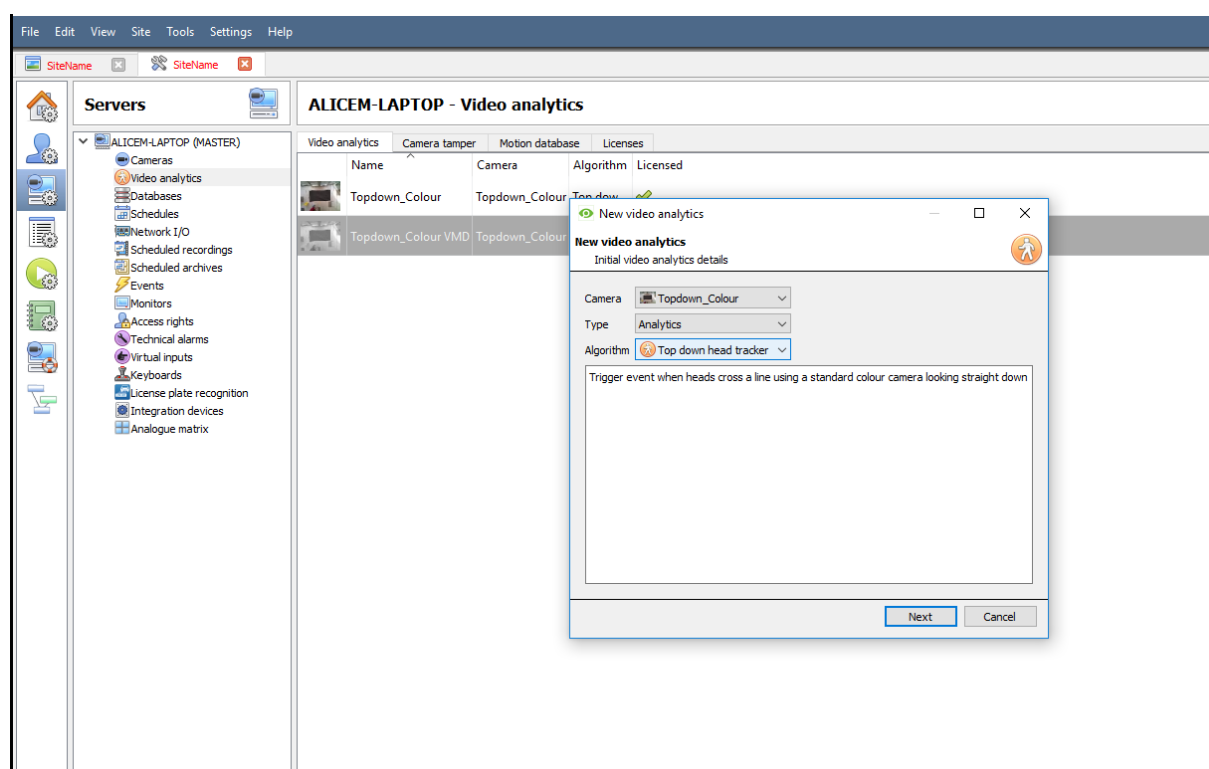 File Edit View Site Tools Settings Help
SiteName SiteName
Servers
ALICEM-LAPTOP - Video analytics
ALICEM-LAPTOP (MASTER)
Cameras
Video analytics
Databases
Schedules
Network I/O
Scheduled recordings
Scheduled archives
Events
Monitors
Access rights
Technical alarms
Virtual inputs
Keyboards
License plate recognition
Integration devices
Analogue matrix
Video analytics Camera tamper Motion database Licenses
Name Camera Algorithm Licensed
Topdown_Colour Topdown_Colour Top dow...
Topdown_Colour VMD Topdown_Colour
New video analytics
New video analytics
Initial video analytics details
Camera Topdown_Colour
Type Analytics
Algorithm Top down head tracker
Trigger event when heads cross a line using a standard colour camera looking straight down
Next Cancel